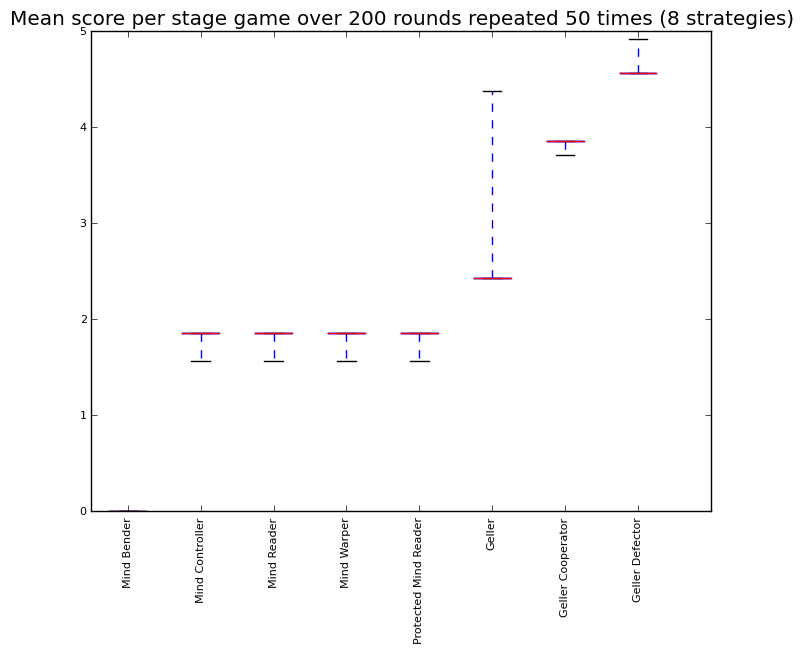 Mean score per stage game over 200 rounds repeated 50 times (8 strategies)
5
4
3
2
1
0
Mind Bender
Mind Controller
Mind Reader
Mind Warper
Protected Mind Reader
Geller
Geller Cooperator
Geller Defector